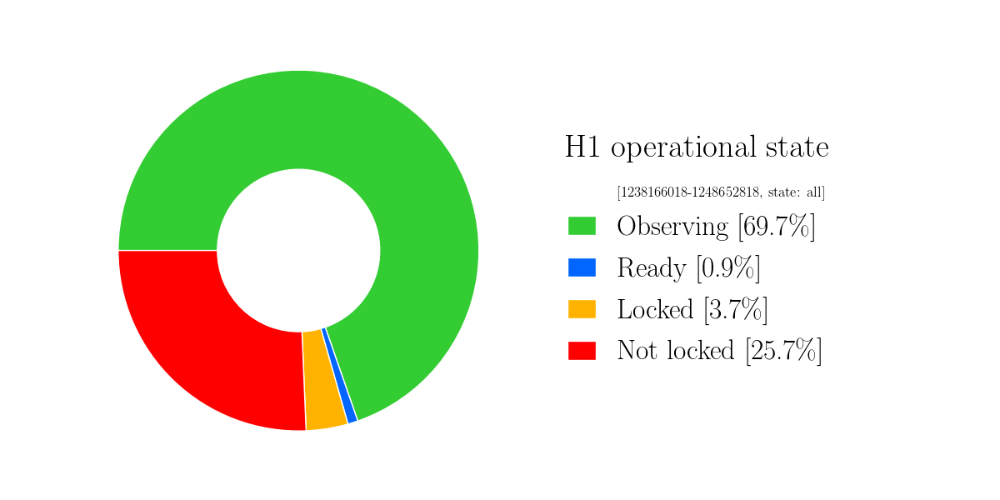 H1 operational state
[1238166018-1248652818, state: all]
Observing [69.7%]
Ready [0.9%]
Locked [3.7%]
Not locked [25.7%]